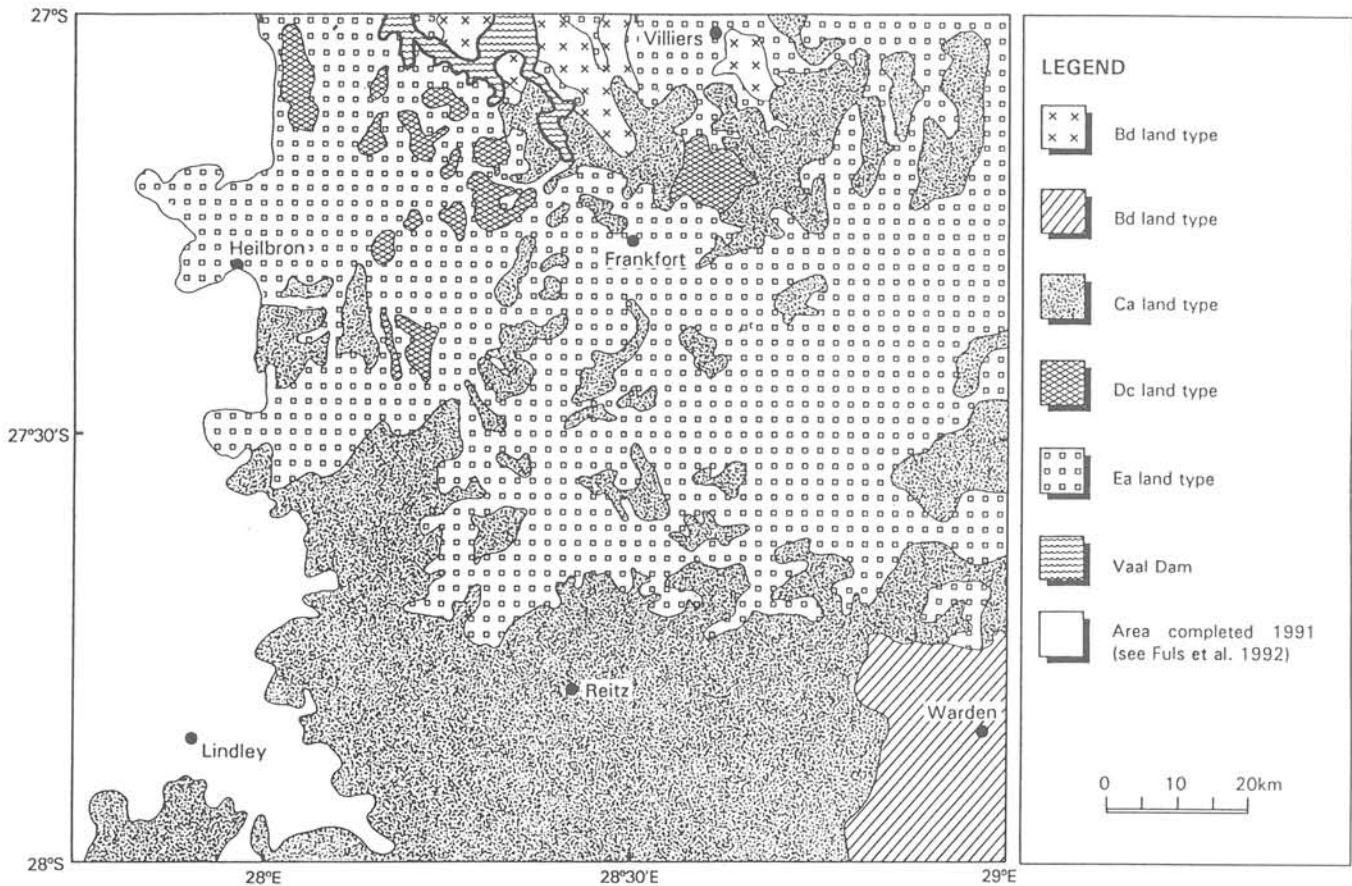 27°S
Villiers
Heilbron
Frankfort
27°30'S
Reitz
Warden
Lindley
28°S
28°E
28°30'E
29°E
LEGEND
Bd land type
Bd land type
Ca land type
Dc land type
Ea land type
Vaal Dam
Area completed 1991
(see Fuls et al. 1992)
0 10 20km